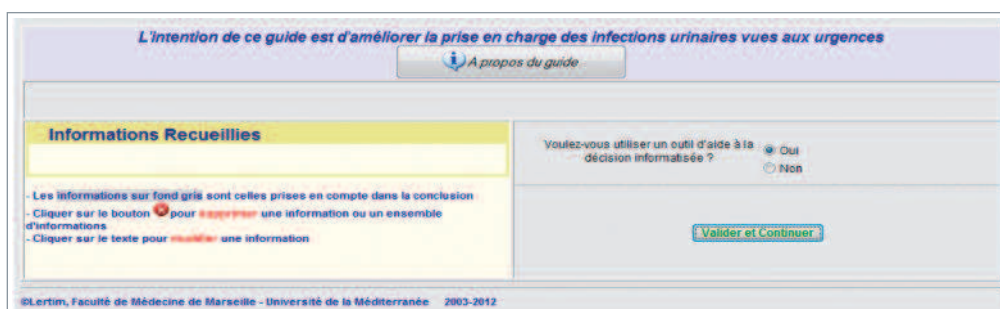 L'intention de ce guide est d'améliorer la prise en charge des infections urinaires vues aux urgences
A propos du guide
Informations Recueillies
- Les informations sur fond gris sont celles prises en compte dans la conclusion
- Cliquer sur le bouton pour supprimer une information ou un ensemble
d'informations
- Cliquer sur le texte pour modifier une information
Voulez-vous utiliser un outil d'aide à la
décision informatisée ?
Oui
Non
Valider et Continuer
©Lertim, Faculté de Médecine de Marseille - Université de la Méditerranée 2003-2012